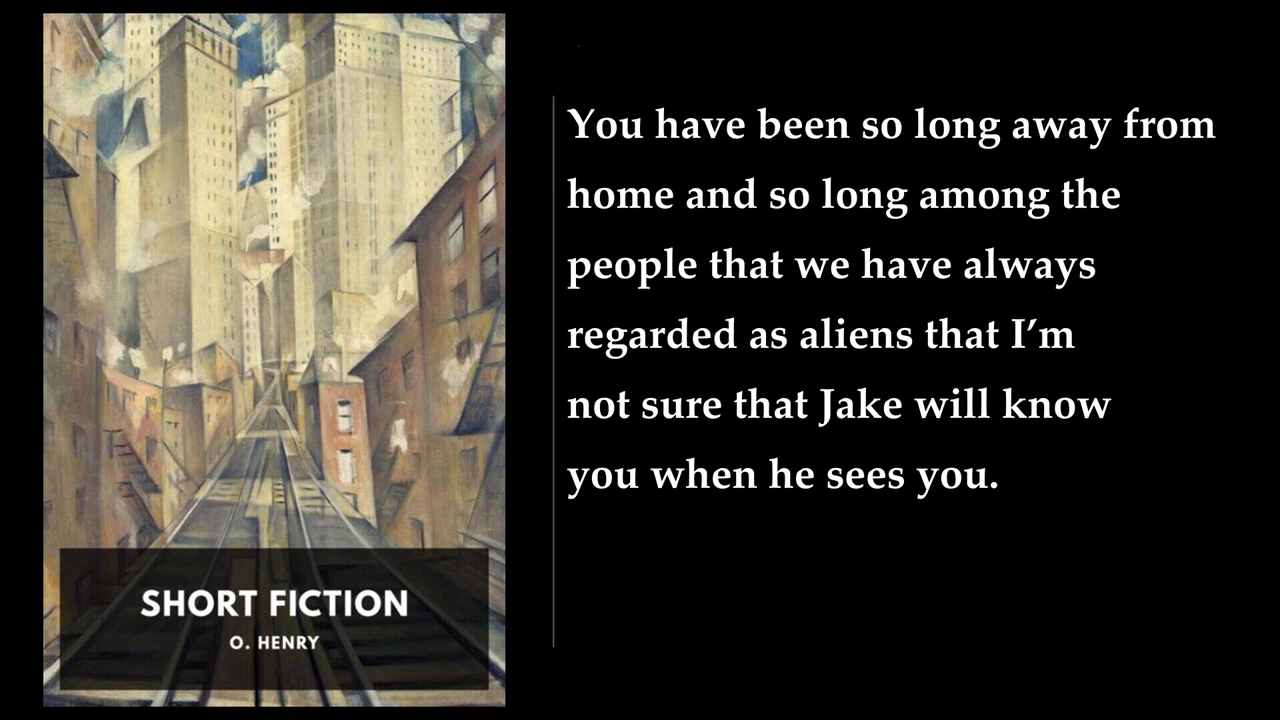 SHORT FICTION
O. HENRY
You have been so long away from
home and so long among the
people that we have always
regarded as aliens that I’m
not sure that Jake will know
you when he sees you.